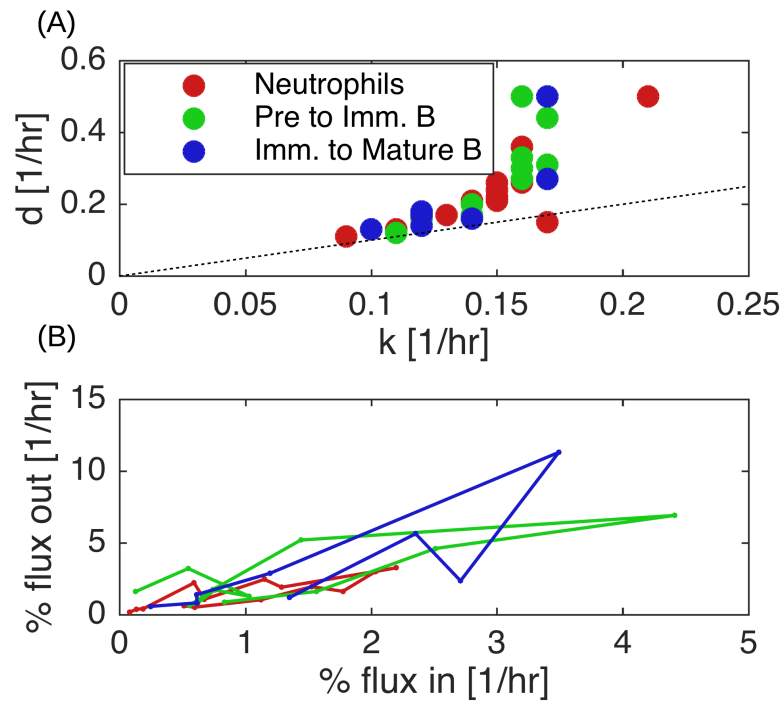 (A)
0.6
0.4
0.2
0
d [1/hr]
Neutrophils
Pre to Imm. B
Imm. to Mature B
0 0.05 0.1 0.15 0.2 0.25
k [1/hr]
(B)
15
10
5
0
% flux out [1/hr]
0 1 2 3 4 5
% flux in [1/hr]